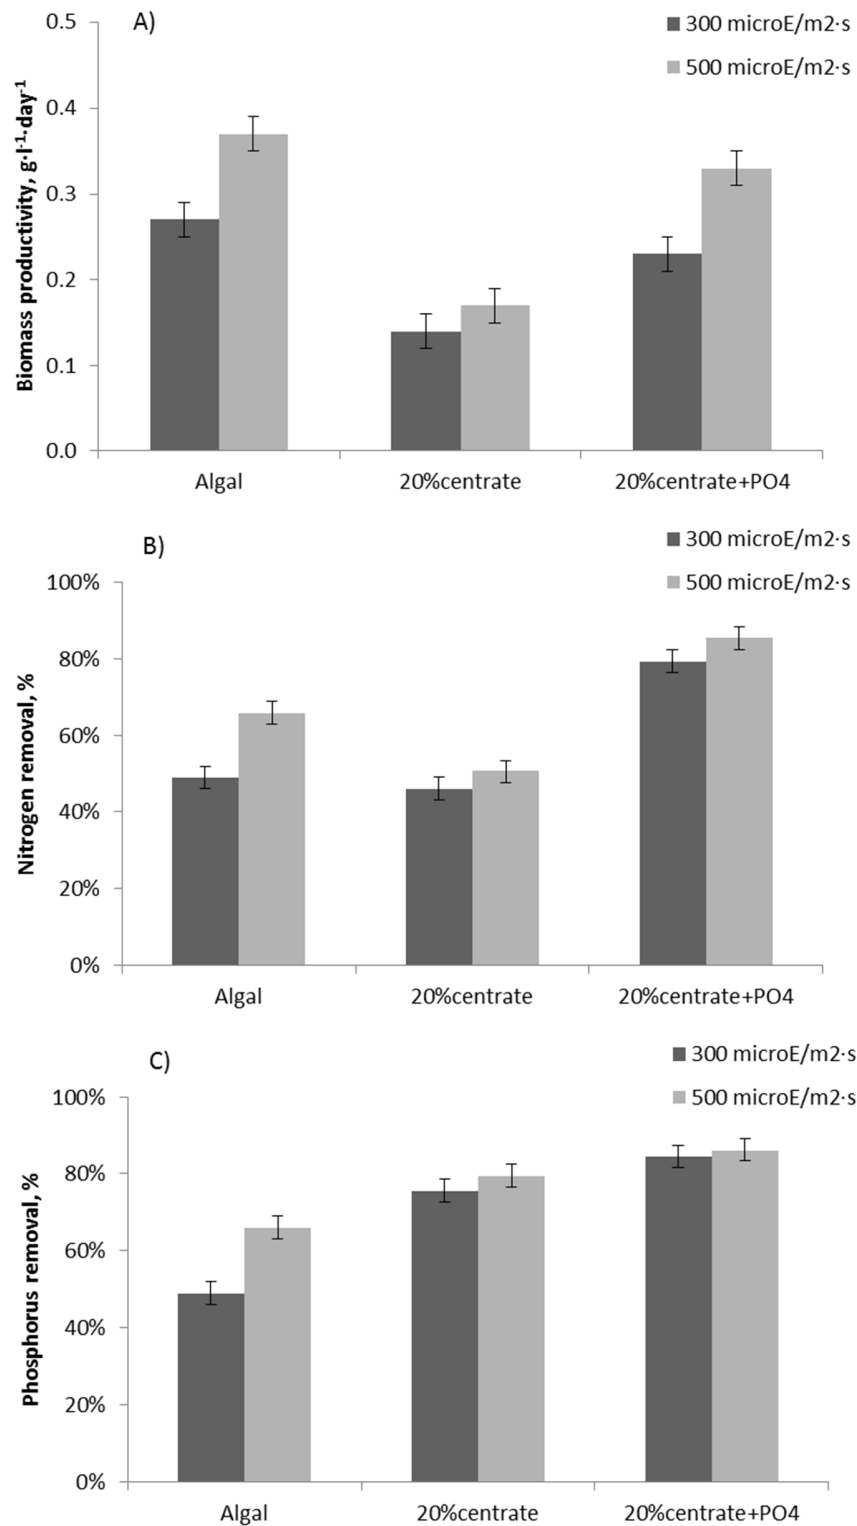 A)
300 microE/m2·s
500 microE/m2·s
Biomass productivity, g·l⁻¹·day⁻¹
0.5
0.4
0.3
0.2
0.1
0.0
Algal
20%centrate
20%centrate+PO4
B)
300 microE/m2·s
500 microE/m2·s
Nitrogen removal, %
100%
80%
60%
40%
20%
0%
Algal
20%centrate
20%centrate+PO4
C)
300 microE/m2·s
500 microE/m2·s
Phosphorus removal, %
100%
80%
60%
40%
20%
0%
Algal
20%centrate
20%centrate+PO4